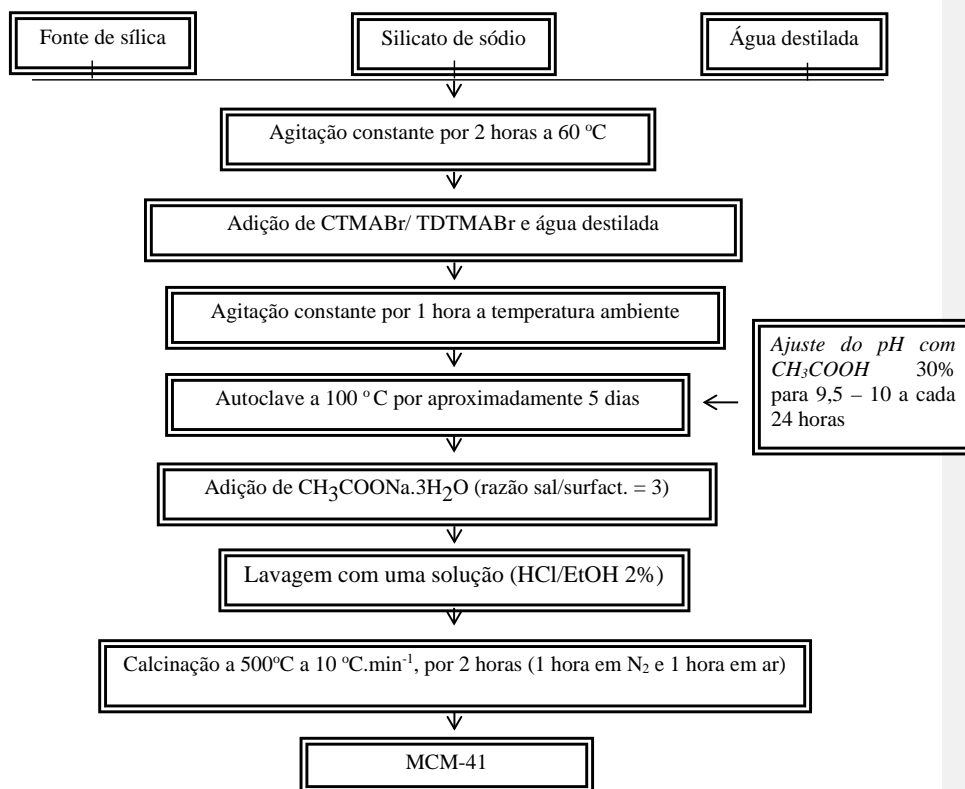 Fonte de sílica
Silicato de sódio
Água destilada
Agitação constante por 2 horas a 60 ºC
Adição de CTMABr/ TDTMABr e água destilada
Agitação constante por 1 hora a temperatura ambiente
Ajuste do pH com
CH₃COOH 30%
para 9,5 – 10 a cada
24 horas
Autoclave a 100 º C por aproximadamente 5 dias
Adição de CH₃COONa.3H₂O (razão sal/surfact. = 3)
Lavagem com uma solução (HCl/EtOH 2%)
Calcinação a 500ºC a 10 ºC.min⁻¹, por 2 horas (1 hora em N₂ e 1 hora em ar)
MCM-41